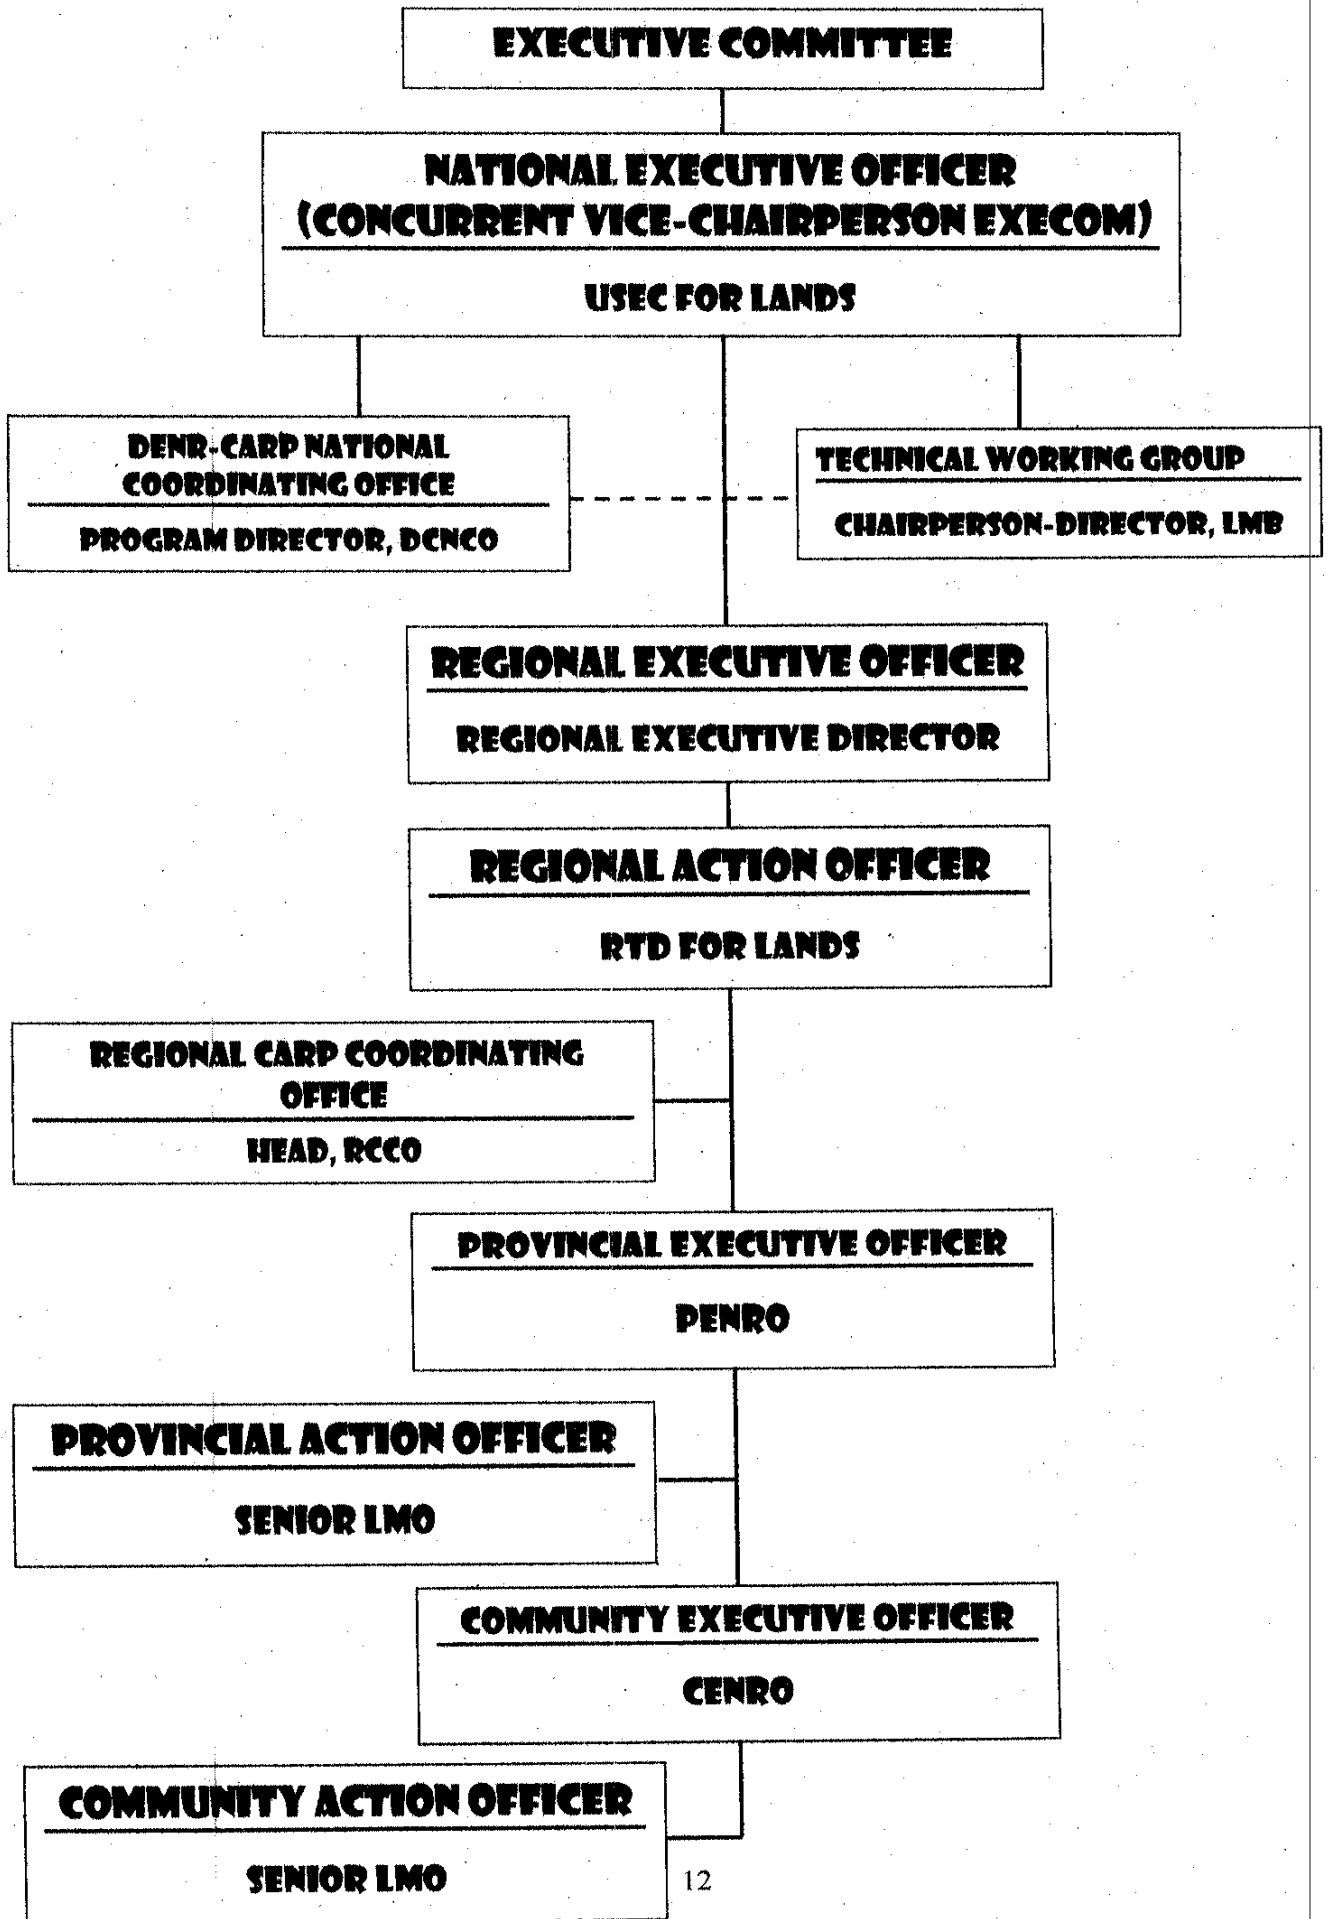 EXECUTIVE COMMITTEE
NATIONAL EXECUTIVE OFFICER
(CONCURRENT VICE-CHAIRPERSON EXECOM)
USEC FOR LANDS
DENR-CARP NATIONAL
COORDINATING OFFICE
PROGRAM DIRECTOR, DCNCO
TECHNICAL WORKING GROUP
CHAIRPERSON-DIRECTOR, LMB
REGIONAL EXECUTIVE OFFICER
REGIONAL EXECUTIVE DIRECTOR
REGIONAL ACTION OFFICER
RTD FOR LANDS
REGIONAL CARP COORDINATING
OFFICE
HEAD, RCCO
PROVINCIAL EXECUTIVE OFFICER
PENRO
PROVINCIAL ACTION OFFICER
SENIOR LMO
COMMUNITY EXECUTIVE OFFICER
CENRO
COMMUNITY ACTION OFFICER
SENIOR LMO
12